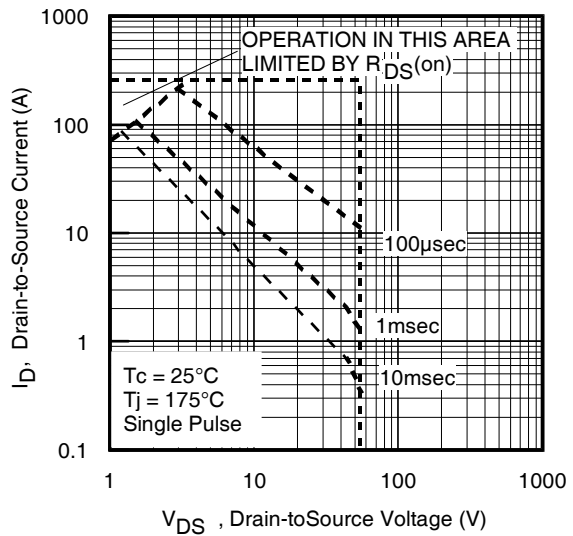 1000
OPERATION IN THIS AREA
LIMITED BY RDS(on)
100
10
1
0.1
100µsec
1msec
10msec
Tc = 25°C
Tj = 175°C
Single Pulse
1
10
100
1000
VDS , Drain-toSource Voltage (V)
ID, Drain-to-Source Current (A)